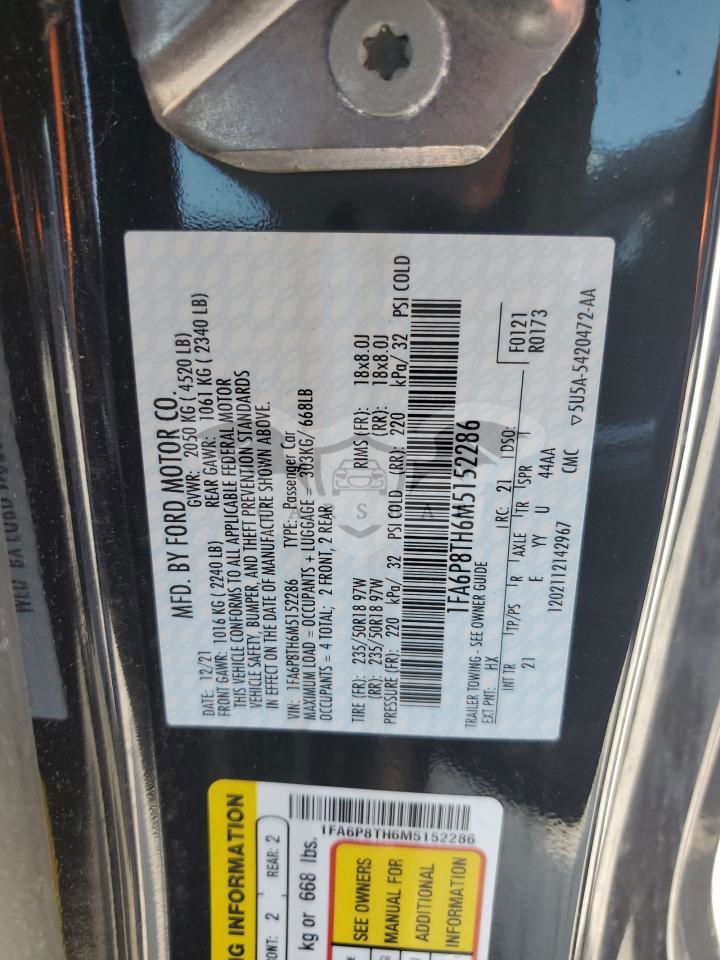 MFD. BY FORD MOTOR CO.
DATE: 12/21 GVWR: 2050 KG ( 4520 LB)
FRONT GAWR: 1016 KG ( 2240 LB) REAR GAWR: 1061 KG ( 2340 LB)
THIS VEHICLE CONFORMS TO ALL APPLICABLE FEDERAL MOTOR
VEHICLE SAFETY, BUMPER, AND THEFT PREVENTION STANDARDS
IN EFFECT ON THE DATE OF MANUFACTURE SHOWN ABOVE.
VIN: 1FA6P8TH6M5152286 TYPE: Passenger Car
MAXIMUM LOAD = OCCUPANTS + LUGGAGE = 303KG/ 668LB
OCCUPANTS = 4 TOTAL; 2 FRONT, 2 REAR
TIRE (FR): 235/50R18 97W RIMS (FR): 18x8.0J
(RR): 235/50R18 97W (RR): 18x8.0J
PRESSURE (FR): 220 kPa/ 32 PSI COLD (RR): 220 kPa/ 32 PSI COLD
1FA6P8TH6M5152286
TRAILER TOWING - SEE OWNER GUIDE
EXT PNT: HX RC: 21 DSO: F0121
R0173
INT TR TP/PS R AXLE TR SPR
21 E YY U 44AA
12021112142967 CMC ▽5U5A-5420472-AA
S A
1FA6P8TH6M5152286
NG INFORMATION
FRONT: 2 REAR: 2
kg or 668 lbs.
SEE OWNERS
MANUAL FOR
ADDITIONAL
INFORMATION